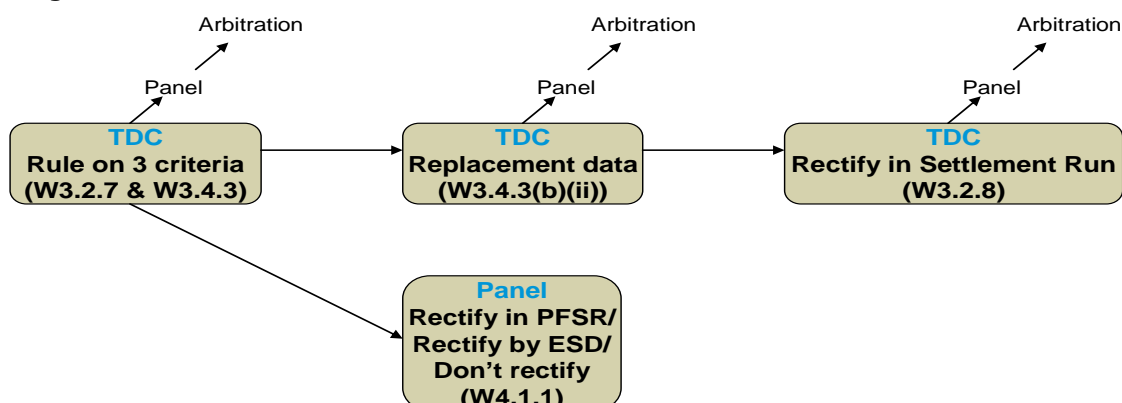 Arbitration
Panel
TDC
Rule on 3 criteria
(W3.2.7 & W3.4.3)
Arbitration
Panel
TDC
Replacement data
(W3.4.3(b)(ii))
Arbitration
Panel
TDC
Rectify in Settlement Run
(W3.2.8)
Panel
Rectify in PFSR/
Rectify by ESD/
Don’t rectify
(W4.1.1)